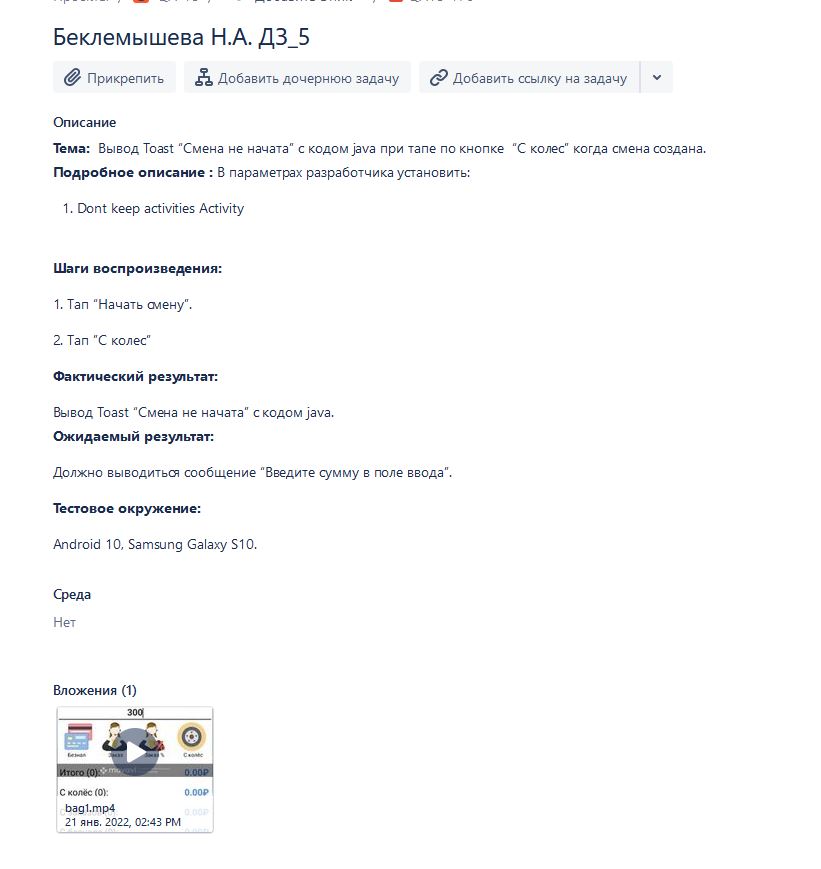 Беклемышева Н.А. ДЗ_5
Прикрепить
Добавить дочернюю задачу
Добавить ссылку на задачу
Описание
Тема: Вывод Toast “Смена не начата” с кодом java при тапе по кнопке “С колес” когда смена создана.
Подробное описание : В параметрах разработчика установить:
1. Dont keep activities Activity
Шаги воспроизведения:
1. Тап “Начать смену”.
2. Тап “С колес”
Фактический результат:
Вывод Toast “Смена не начата” с кодом java.
Ожидаемый результат:
Должно выводиться сообщение “Введите сумму в поле ввода”.
Тестовое окружение:
Android 10, Samsung Galaxy S10.
Среда
Нет
Вложения (1)
300
Безнал Заказ Заказ % С колёс
Итого (0): 0.00₽
С колёс (0): 0.00₽
bag1.mp4
21 янв. 2022, 02:43 PM